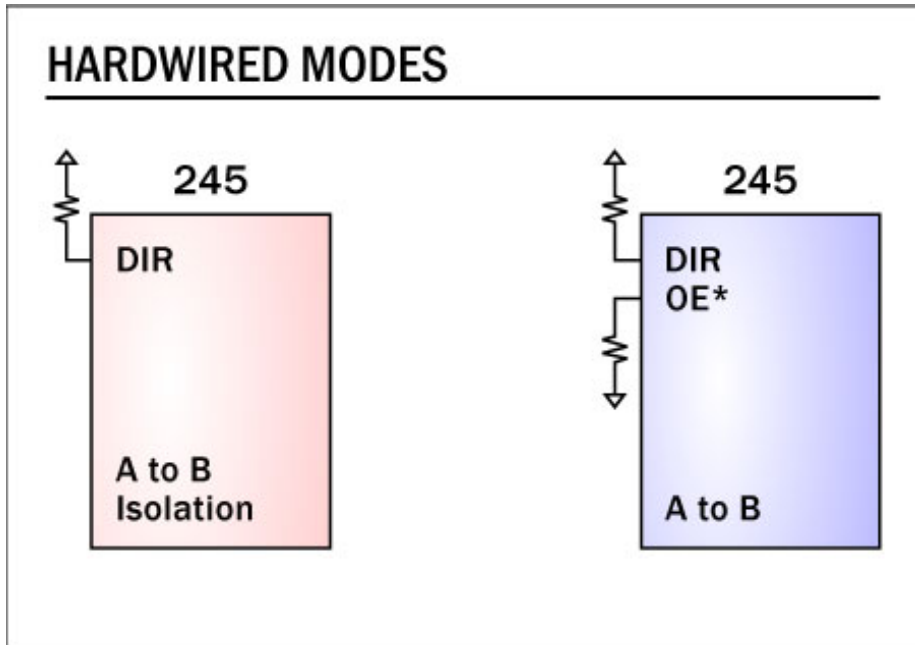 HARDWIRED MODES
245
DIR
A to B
Isolation
245
DIR
OE*
A to B